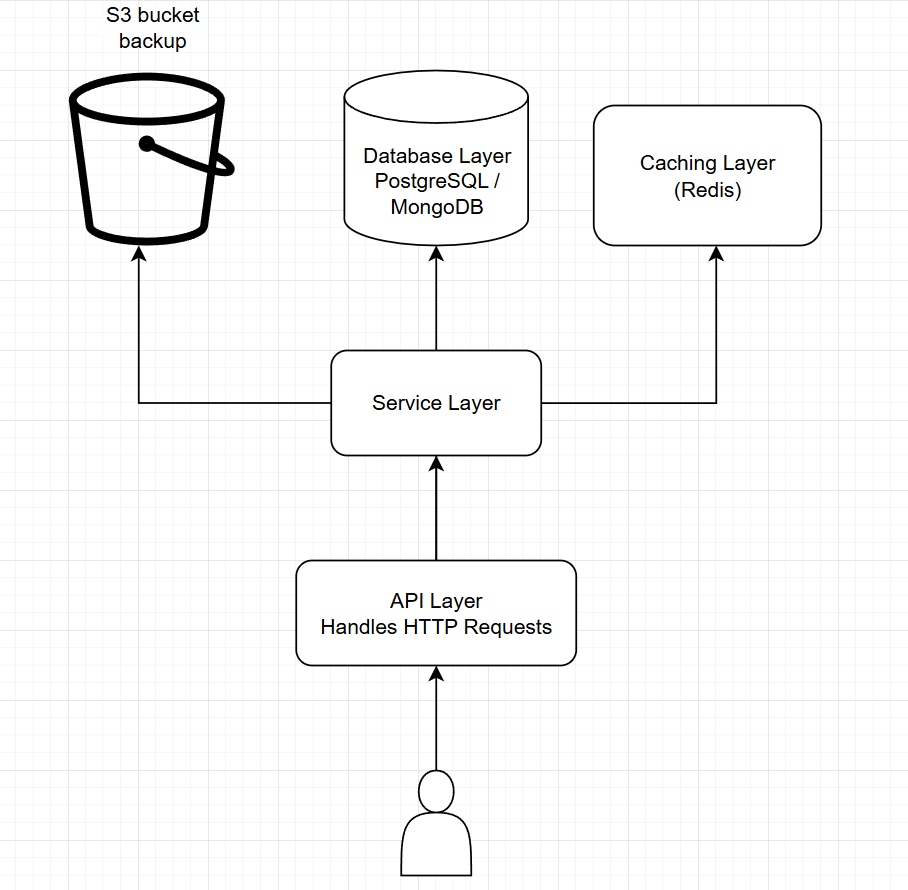 S3 bucket
backup
Database Layer
PostgreSQL /
MongoDB
Caching Layer
(Redis)
Service Layer
API Layer
Handles HTTP Requests